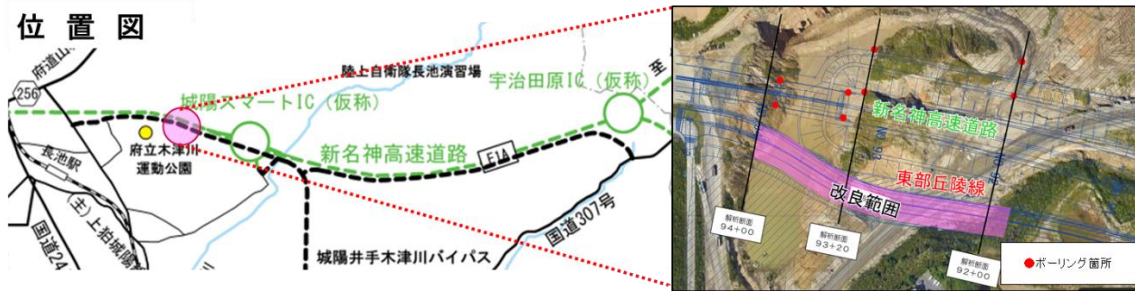 位置図
府道山
256
陸上自衛隊長池演習場
宇治田原IC（仮称）
至
城陽スマートIC（仮称）
府立木津川
運動公園
長池駅
新名神高速道路
E1A
(主)上狛城陽
国道24
国道307号
城陽井手木津川バイパス
新名神高速道路
東部丘陵線
改良範囲
解析断面
94+00
解析断面
93+20
解析断面
92+00
ボーリング箇所